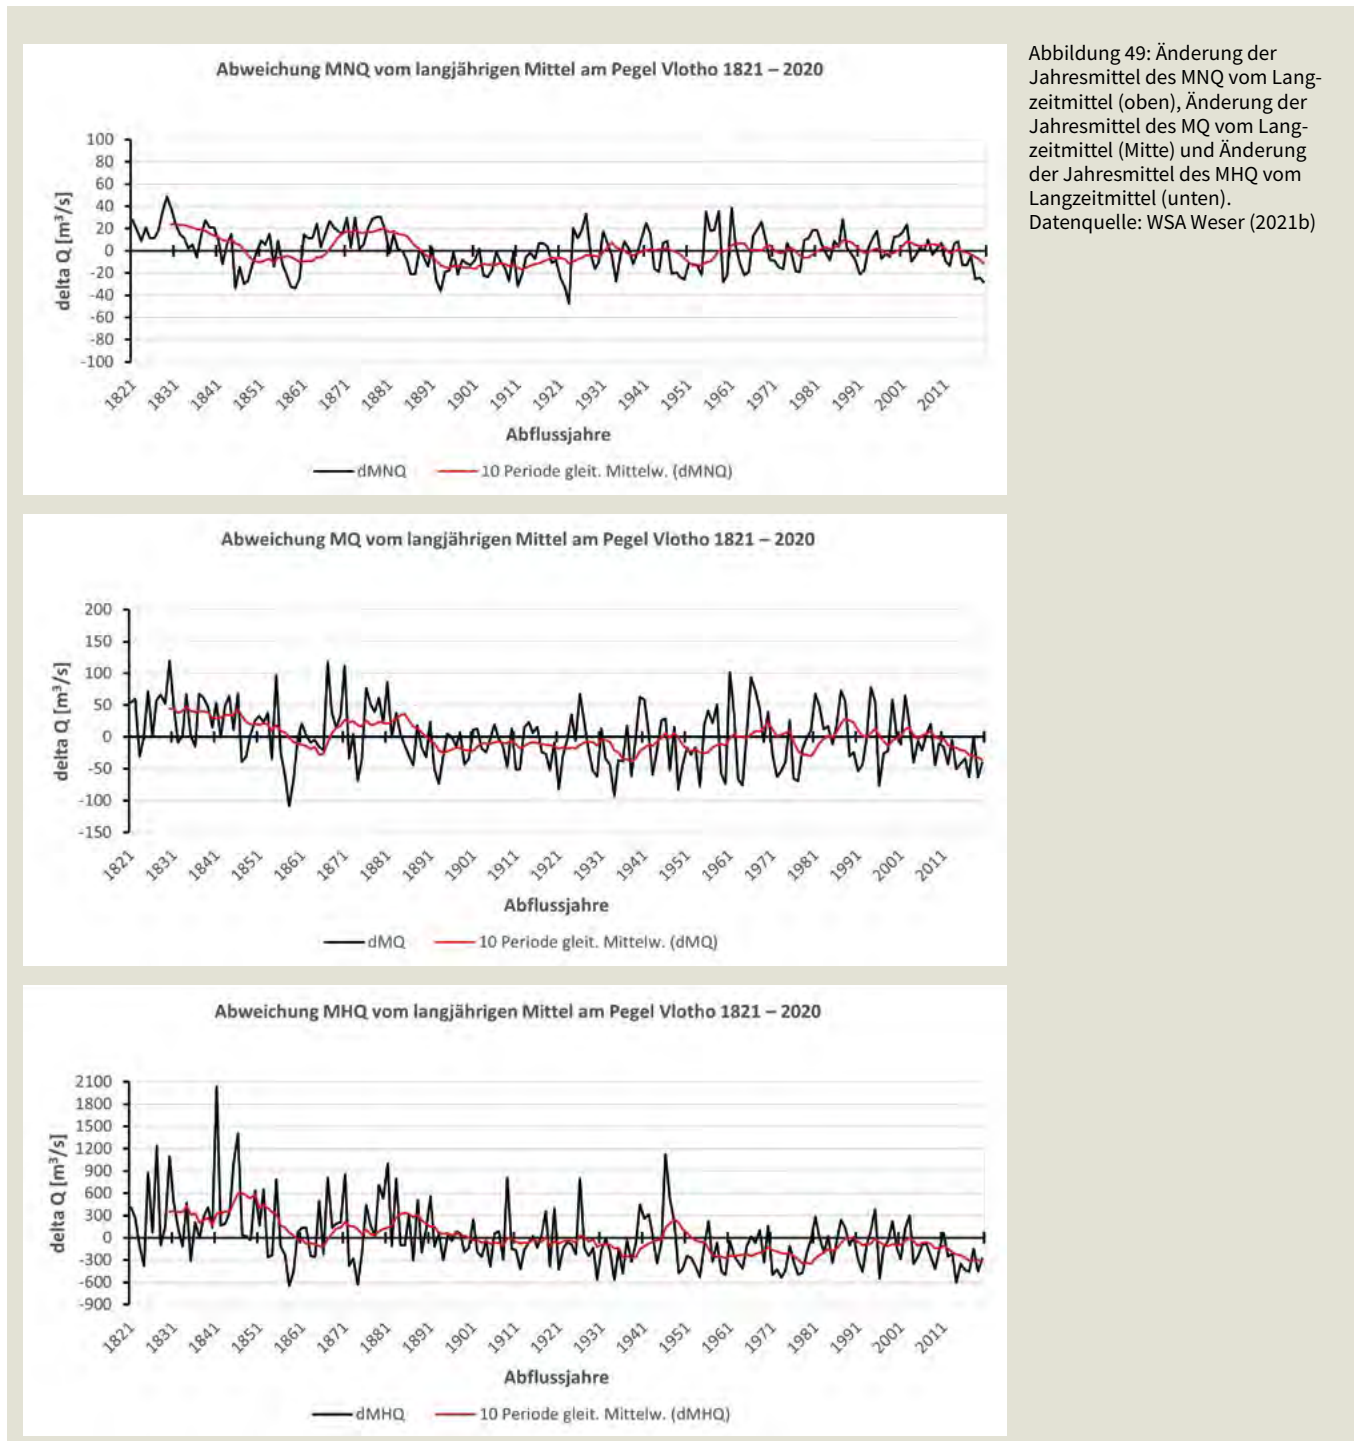 Abweichung MNQ vom langjährigen Mittel am Pegel Vlotho 1821 – 2020
delta Q [m³/s]
100
80
60
40
20
0
-20
-40
-60
-80
-100
1821 1831 1841 1851 1861 1871 1881 1891 1901 1911 1921 1931 1941 1951 1961 1971 1981 1991 2001 2011
Abflussjahre
dMNQ 10 Periode gleit. Mittelw. (dMNQ)
Abweichung MQ vom langjährigen Mittel am Pegel Vlotho 1821 – 2020
delta Q [m³/s]
200
150
100
50
0
-50
-100
-150
1821 1831 1841 1851 1861 1871 1881 1891 1901 1911 1921 1931 1941 1951 1961 1971 1981 1991 2001 2011
Abflussjahre
dMQ 10 Periode gleit. Mittelw. (dMQ)
Abweichung MHQ vom langjährigen Mittel am Pegel Vlotho 1821 – 2020
delta Q [m³/s]
2100
1800
1500
1200
900
600
300
0
-300
-600
-900
1821 1831 1841 1851 1861 1871 1881 1891 1901 1911 1921 1931 1941 1951 1961 1971 1981 1991 2001 2011
Abflussjahre
dMHQ 10 Periode gleit. Mittelw. (dMHQ)
Abbildung 49: Änderung der
Jahresmittel des MNQ vom Lang-
zeitmittel (oben), Änderung der
Jahresmittel des MQ vom Lang-
zeitmittel (Mitte) und Änderung
der Jahresmittel des MHQ vom
Langzeitmittel (unten).
Datenquelle: WSA Weser (2021b)